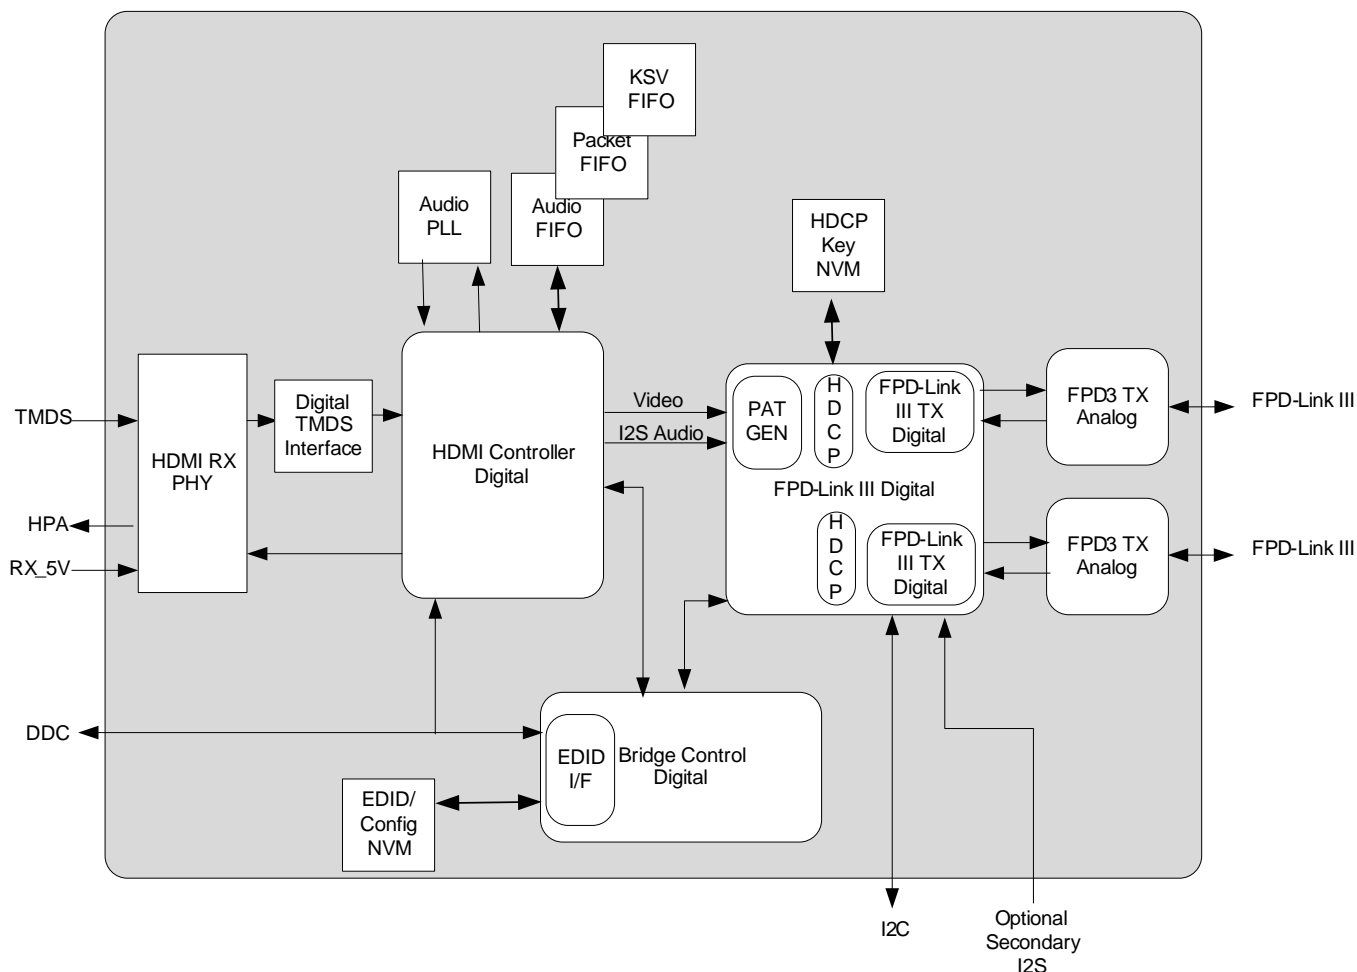 KSV
FIFO
Packet
FIFO
Audio
PLL
Audio
FIFO
HDCP
Key
NVM
TMDS
HPA
RX_5V
HDMI RX
PHY
Digital
TMDS
Interface
HDMI Controller
Digital
Video
I2S Audio
PAT
GEN
H
D
C
P
FPD-Link
III TX
Digital
FPD-Link III Digital
H
D
C
P
FPD-Link
III TX
Digital
FPD3 TX
Analog
FPD-Link III
FPD3 TX
Analog
FPD-Link III
DDC
EDID
I/F
Bridge Control
Digital
EDID/
Config
NVM
I2C
Optional
Secondary
I2S